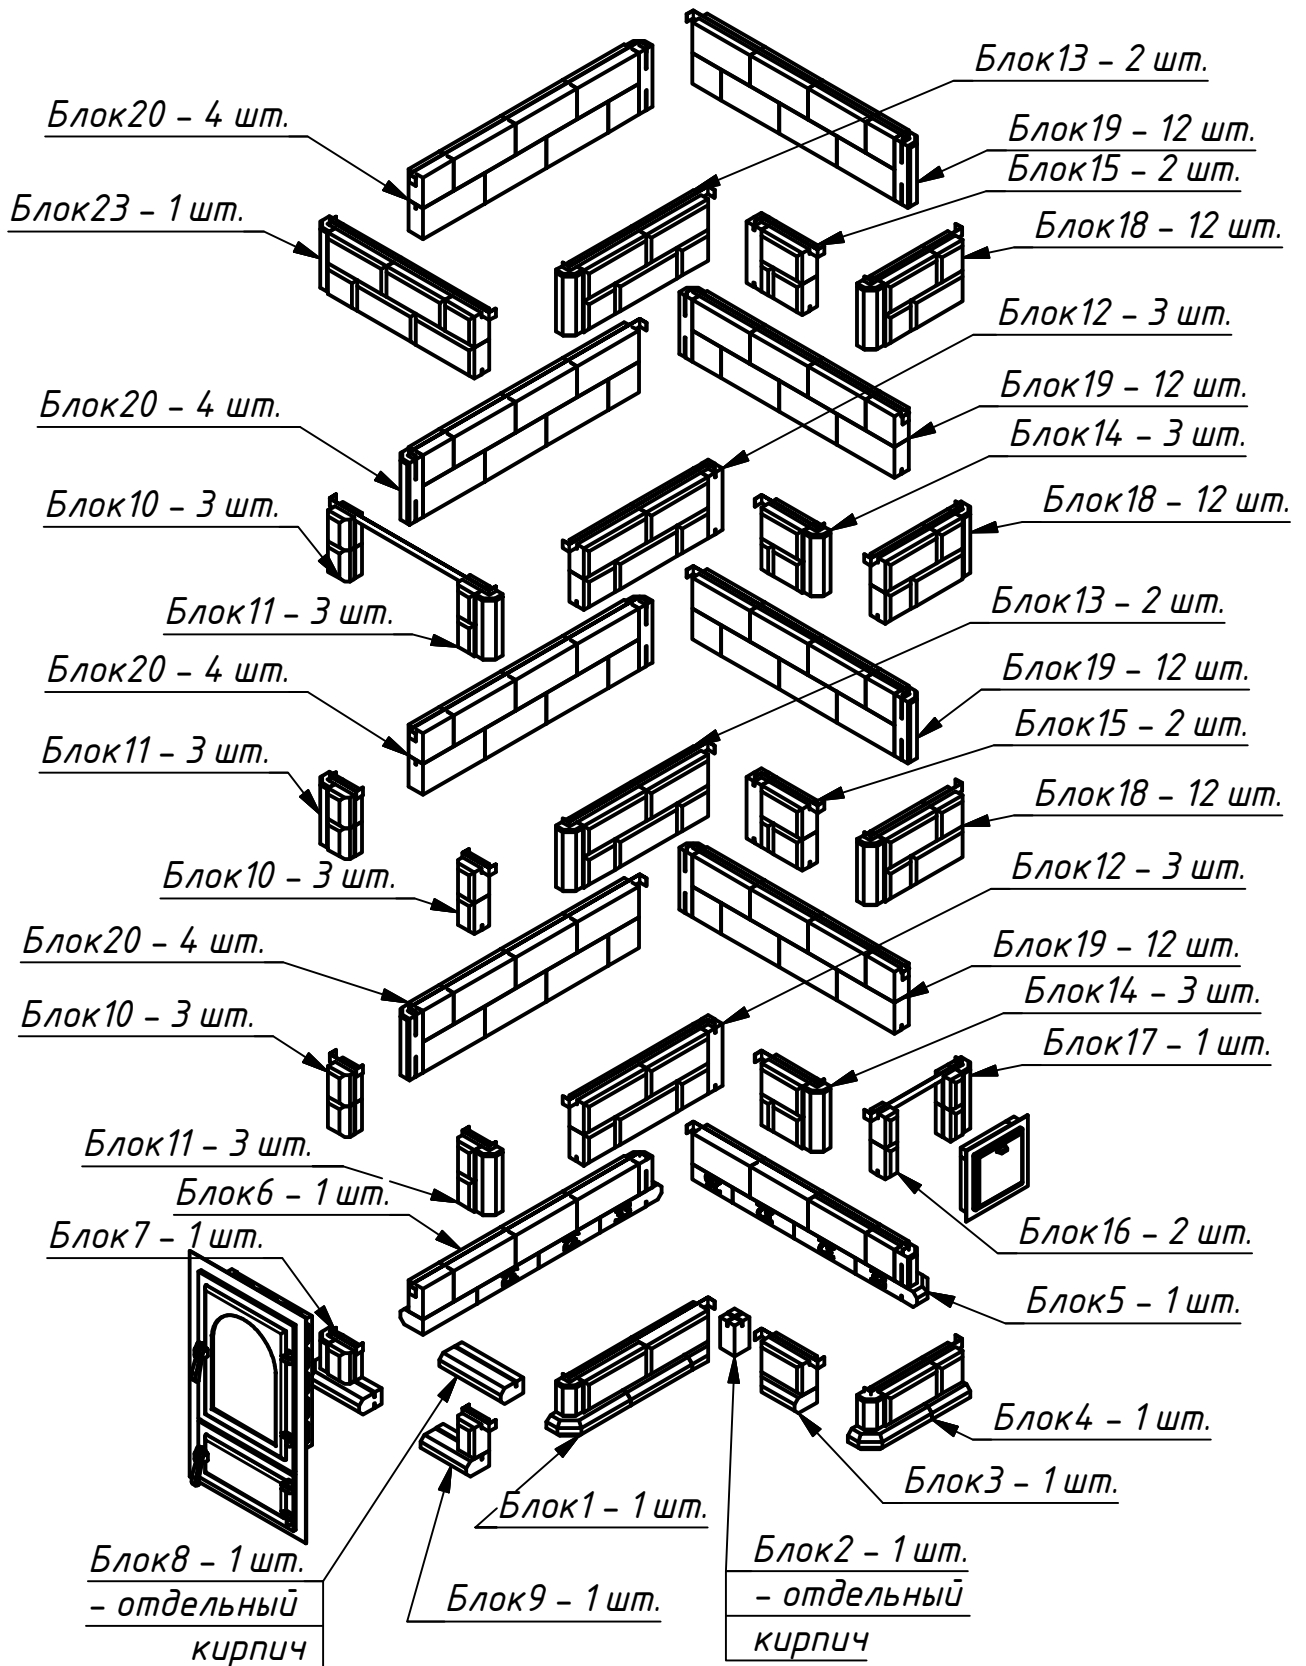 Блок13 - 2 шт.
Блок20 - 4 шт.
Блок19 - 12 шт.
Блок15 - 2 шт.
Блок23 - 1 шт.
Блок18 - 12 шт.
Блок12 - 3 шт.
Блок20 - 4 шт.
Блок19 - 12 шт.
Блок14 - 3 шт.
Блок10 - 3 шт.
Блок18 - 12 шт.
Блок11 - 3 шт.
Блок13 - 2 шт.
Блок20 - 4 шт.
Блок19 - 12 шт.
Блок15 - 2 шт.
Блок11 - 3 шт.
Блок18 - 12 шт.
Блок10 - 3 шт.
Блок12 - 3 шт.
Блок20 - 4 шт.
Блок19 - 12 шт.
Блок14 - 3 шт.
Блок10 - 3 шт.
Блок17 - 1 шт.
Блок11 - 3 шт.
Блок6 - 1 шт.
Блок7 - 1 шт.
Блок16 - 2 шт.
Блок5 - 1 шт.
Блок4 - 1 шт.
Блок3 - 1 шт.
Блок1 - 1 шт.
Блок8 - 1 шт.
- отдельный
кирпич
Блок9 - 1 шт.
Блок2 - 1 шт.
- отдельный
кирпич